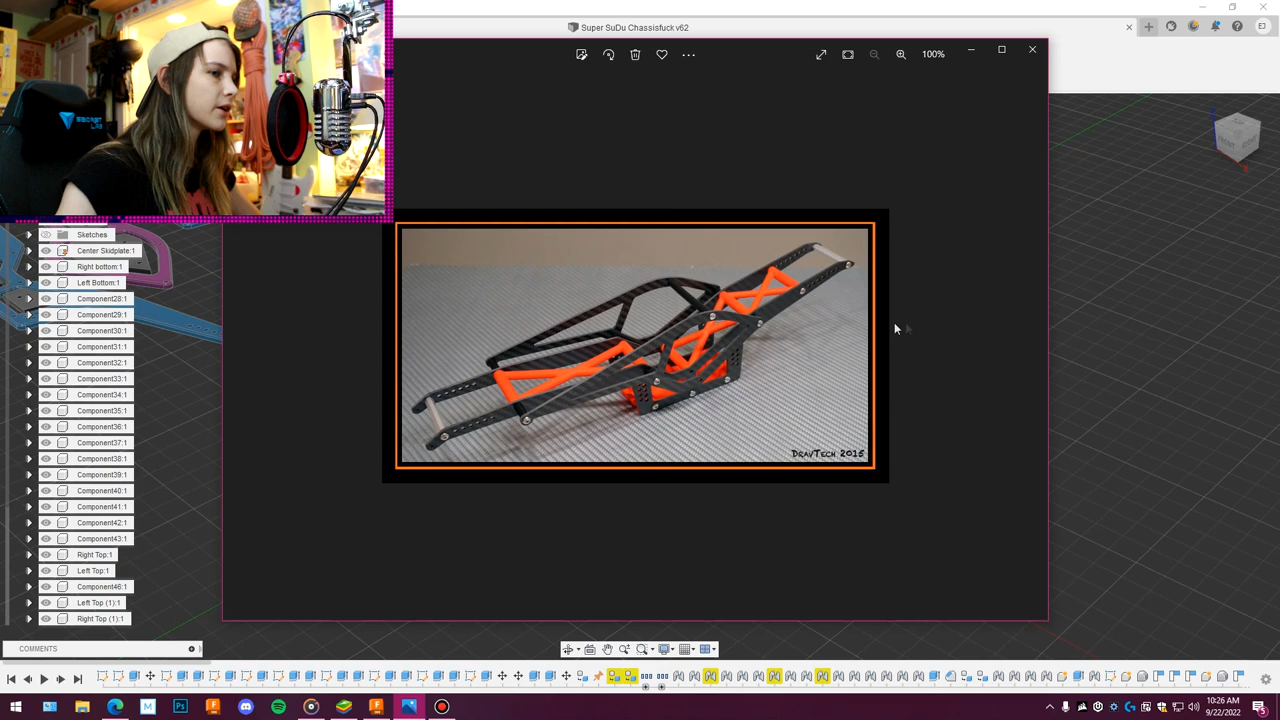 Super SuDu Chassisfuck v62
100%
SECRET LAB
FRONT
Sketches
Center Skidplate:1
Right bottom:1
Left Bottom:1
Component28:1
Component29:1
Component30:1
Component31:1
Component32:1
Component33:1
Component34:1
Component35:1
Component36:1
Component37:1
Component38:1
Component39:1
Component40:1
Component41:1
Component42:1
Component43:1
Right Top:1
Left Top:1
Component46:1
Left Top (1):1
Right Top (1):1
DravTech 2015
COMMENTS
10:26 AM
9/22/2022